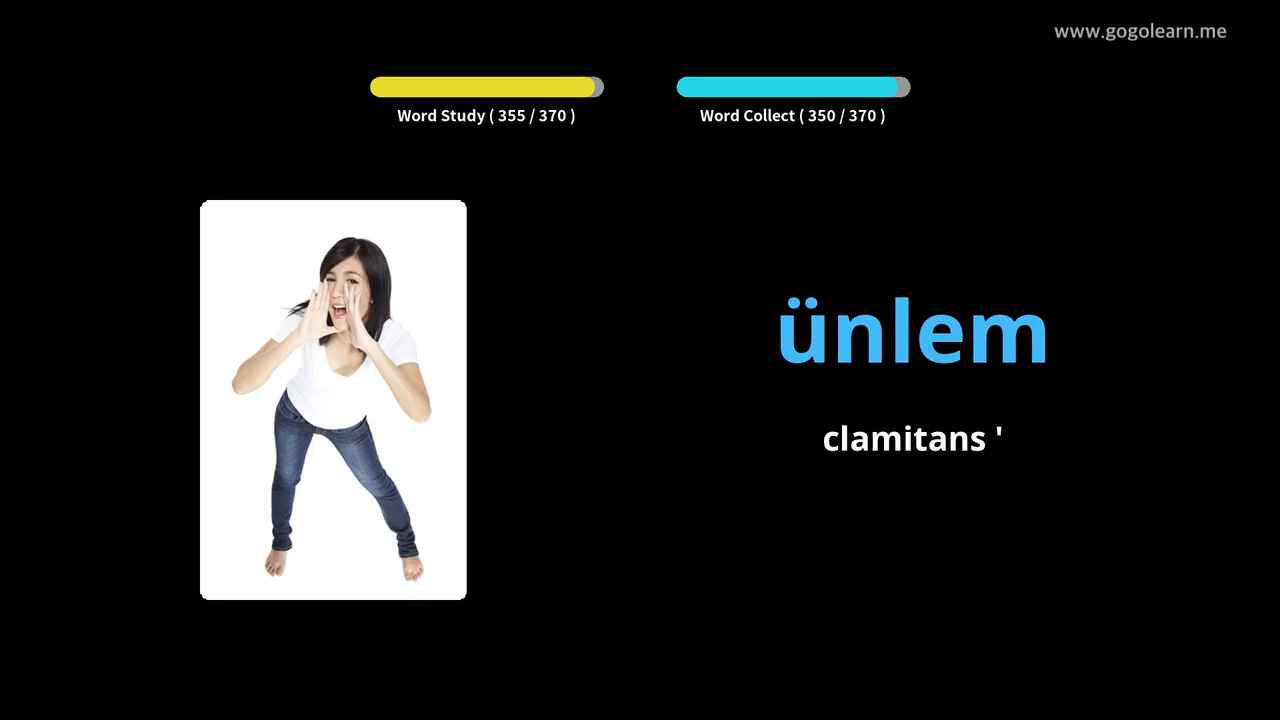 www.gogolearn.me
Word Study ( 355 / 370 )
Word Collect ( 350 / 370 )
ünlem
clamitans '